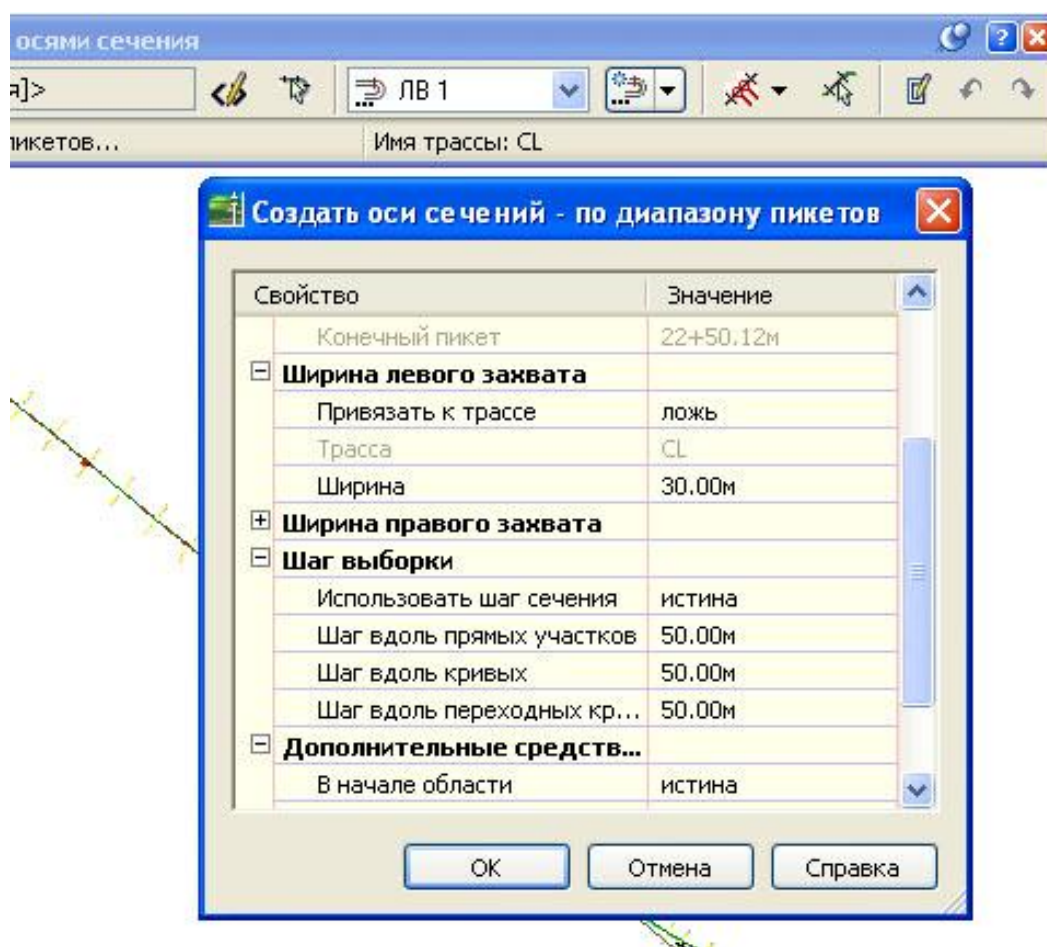 осями сечения
я]> ЛВ 1
икетов... Имя трассы: CL
Создать оси сечений - по диапазону пикетов
Свойство Значение
Конечный пикет 22+50.12м
Ширина левого захвата
Привязать к трассе ложь
Трасса CL
Ширина 30.00м
Ширина правого захвата
Шаг выборки
Использовать шаг сечения истина
Шаг вдоль прямых участков 50.00м
Шаг вдоль кривых 50.00м
Шаг вдоль переходных кр... 50.00м
Дополнительные средств...
В начале области истина
ОК Отмена Справка